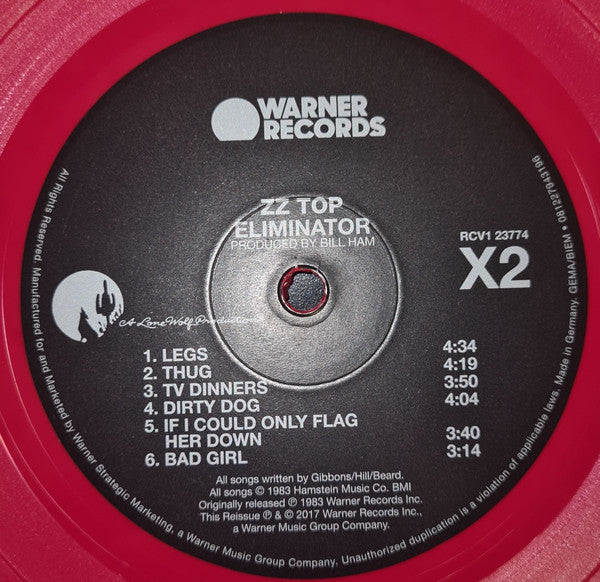 WARNER
RECORDS
ZZ TOP
ELIMINATOR
PRODUCED BY BILL HAM
RCV1 23774
X2
A Lone Wolf Production
1. LEGS 4:34
2. THUG 4:19
3. TV DINNERS 3:50
4. DIRTY DOG 4:04
5. IF I COULD ONLY FLAG
HER DOWN 3:40
6. BAD GIRL 3:14
All songs written by Gibbons/Hill/Beard.
All songs © 1983 Hamstein Music Co. BMI
Originally released ℗ 1983 Warner Records Inc.
This Reissue ℗ & © 2017 Warner Records Inc.,
a Warner Music Group Company.
All Rights Reserved. Manufactured for and Marketed by Warner Strategic Marketing, a Warner Music Group Company. Unauthorized duplication is a violation of applicable laws. Made in Germany. GEMA/BIEM • 081227943196